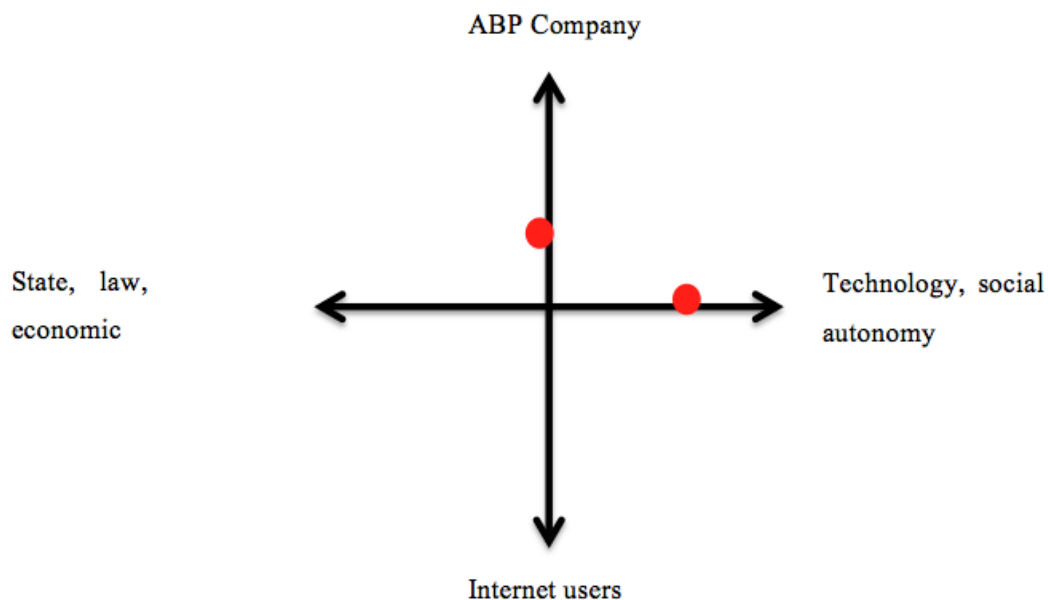 ABP Company
State, law,
economic
Technology, social
autonomy
Internet users